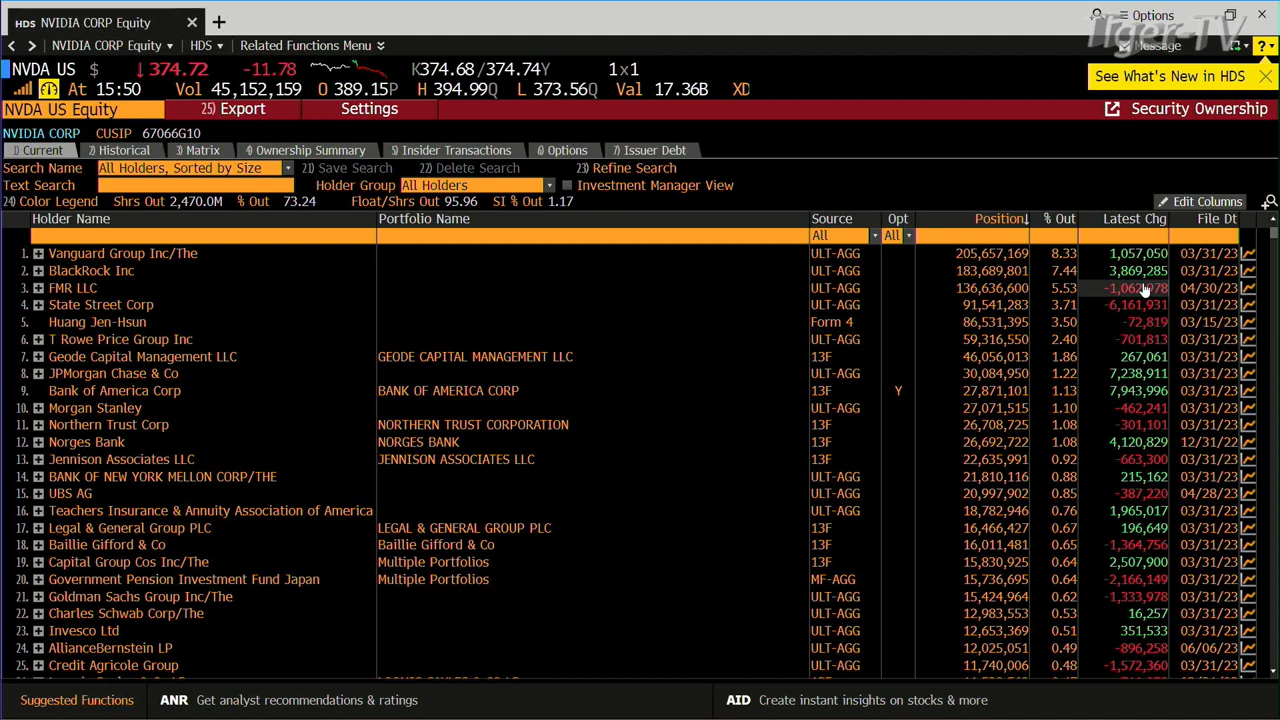 HDS NVIDIA CORP Equity × +
Options
< > NVIDIA CORP Equity ▾ HDS ▾ Related Functions Menu
Message
Tiger-TV
NVDA US $ ↓ 374.72 -11.78 K374.68/374.74Y 1x1
At 15:50 Vol 45,152,159 O 389.15P H 394.99Q L 373.56Q Val 17.36B XD
See What's New in HDS
NVDA US Equity 25) Export Settings Security Ownership
NVIDIA CORP CUSIP 67066G10
1) Current 2) Historical 3) Matrix 4) Ownership Summary 5) Insider Transactions 6) Options 7) Issuer Debt
Search Name All Holders, Sorted by Size 21) Save Search 22) Delete Search 23) Refine Search
Text Search Holder Group All Holders Investment Manager View
24) Color Legend Shrs Out 2,470.0M % Out 73.24 Float/Shrs Out 95.96 SI % Out 1.17 Edit Columns
Holder Name Portfolio Name Source Opt Position↓ % Out Latest Chg File Dt
All All
1. Vanguard Group Inc/The ULT-AGG 205,657,169 8.33 1,057,050 03/31/23
2. BlackRock Inc ULT-AGG 183,689,801 7.44 3,869,285 03/31/23
3. FMR LLC ULT-AGG 136,636,600 5.53 04/30/23
4. State Street Corp ULT-AGG 91,541,283 3.71 -6,161,931 03/31/23
5. Huang Jen-Hsun Form 4 86,531,395 3.50 -72,819 03/15/23
6. T Rowe Price Group Inc ULT-AGG 59,316,550 2.40 -701,813 03/31/23
7. Geode Capital Management LLC GEODE CAPITAL MANAGEMENT LLC 13F 46,056,013 1.86 267,061 03/31/23
8. JPMorgan Chase & Co ULT-AGG 30,084,950 1.22 7,238,911 03/31/23
9. Bank of America Corp BANK OF AMERICA CORP 13F Y 27,871,101 1.13 7,943,996 03/31/23
10. Morgan Stanley ULT-AGG 27,071,515 1.10 -462,241 03/31/23
11. Northern Trust Corp NORTHERN TRUST CORPORATION 13F 26,708,725 1.08 -301,101 03/31/23
12. Norges Bank NORGES BANK 13F 26,692,722 1.08 4,120,829 12/31/22
13. Jennison Associates LLC JENNISON ASSOCIATES LLC 13F 22,635,991 0.92 -663,300 03/31/23
14. BANK OF NEW YORK MELLON CORP/THE ULT-AGG 21,810,116 0.88 215,162 03/31/23
15. UBS AG ULT-AGG 20,997,902 0.85 -387,220 04/28/23
16. Teachers Insurance & Annuity Association of America ULT-AGG 18,782,946 0.76 1,965,017 03/31/23
17. Legal & General Group PLC LEGAL & GENERAL GROUP PLC 13F 16,466,427 0.67 196,649 03/31/23
18. Baillie Gifford & Co Baillie Gifford & Co 13F 16,011,481 0.65 -1,364,756 03/31/23
19. Capital Group Cos Inc/The Multiple Portfolios 13F 15,830,925 0.64 2,507,900 03/31/23
20. Government Pension Investment Fund Japan Multiple Portfolios MF-AGG 15,736,695 0.64 -2,166,149 03/31/22
21. Goldman Sachs Group Inc/The ULT-AGG 15,424,964 0.62 -1,333,978 03/31/23
22. Charles Schwab Corp/The ULT-AGG 12,983,553 0.53 16,257 03/31/23
23. Invesco Ltd ULT-AGG 12,653,369 0.51 351,533 03/31/23
24. AllianceBernstein LP ULT-AGG 12,025,051 0.49 -896,258 06/06/23
25. Credit Agricole Group ULT-AGG 11,740,006 0.48 -1,572,360 03/31/23
Suggested Functions ANR Get analyst recommendations & ratings AID Create instant insights on stocks & more